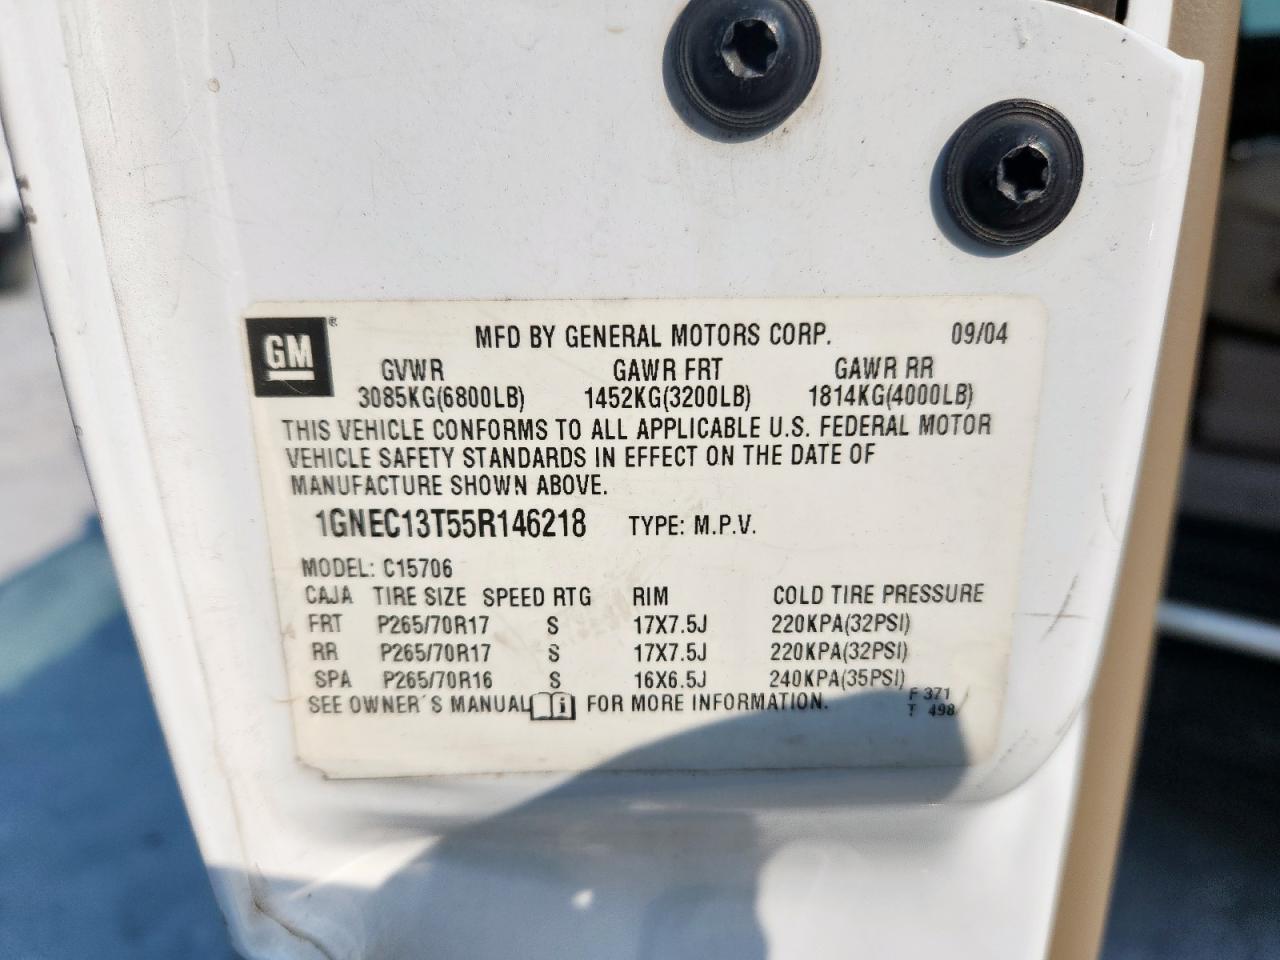 GM ® MFD BY GENERAL MOTORS CORP. 09/04
GVWR GAWR FRT GAWR RR
3085KG(6800LB) 1452KG(3200LB) 1814KG(4000LB)
THIS VEHICLE CONFORMS TO ALL APPLICABLE U.S. FEDERAL MOTOR
VEHICLE SAFETY STANDARDS IN EFFECT ON THE DATE OF
MANUFACTURE SHOWN ABOVE.
1GNEC13T55R146218 TYPE: M.P.V.
MODEL: C15706
CAJA TIRE SIZE SPEED RTG RIM COLD TIRE PRESSURE
FRT P265/70R17 S 17X7.5J 220KPA(32PSI)
RR P265/70R17 S 17X7.5J 220KPA(32PSI)
SPA P265/70R16 S 16X6.5J 240KPA(35PSI)
SEE OWNER´S MANUAL i FOR MORE INFORMATION. F 371
T 498